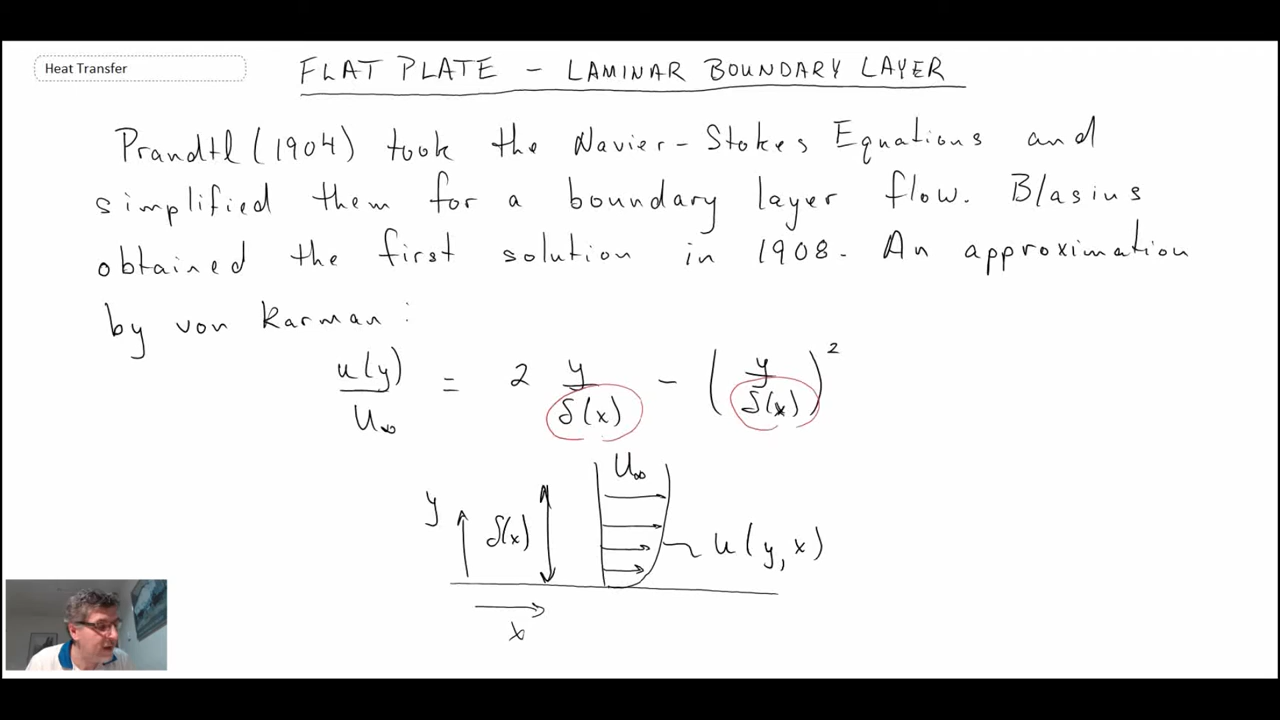 Heat Transfer
FLAT PLATE - LAMINAR BOUNDARY LAYER
Prandtl (1904) took the Navier-Stokes Equations and
simplified them for a boundary layer flow. Blasius
obtained the first solution in 1908. An approximation
by von Karman :
u(y)/U∞ = 2 y/δ(x) - (y/δ(x))²
U∞
y δ(x) u(y,x)
x